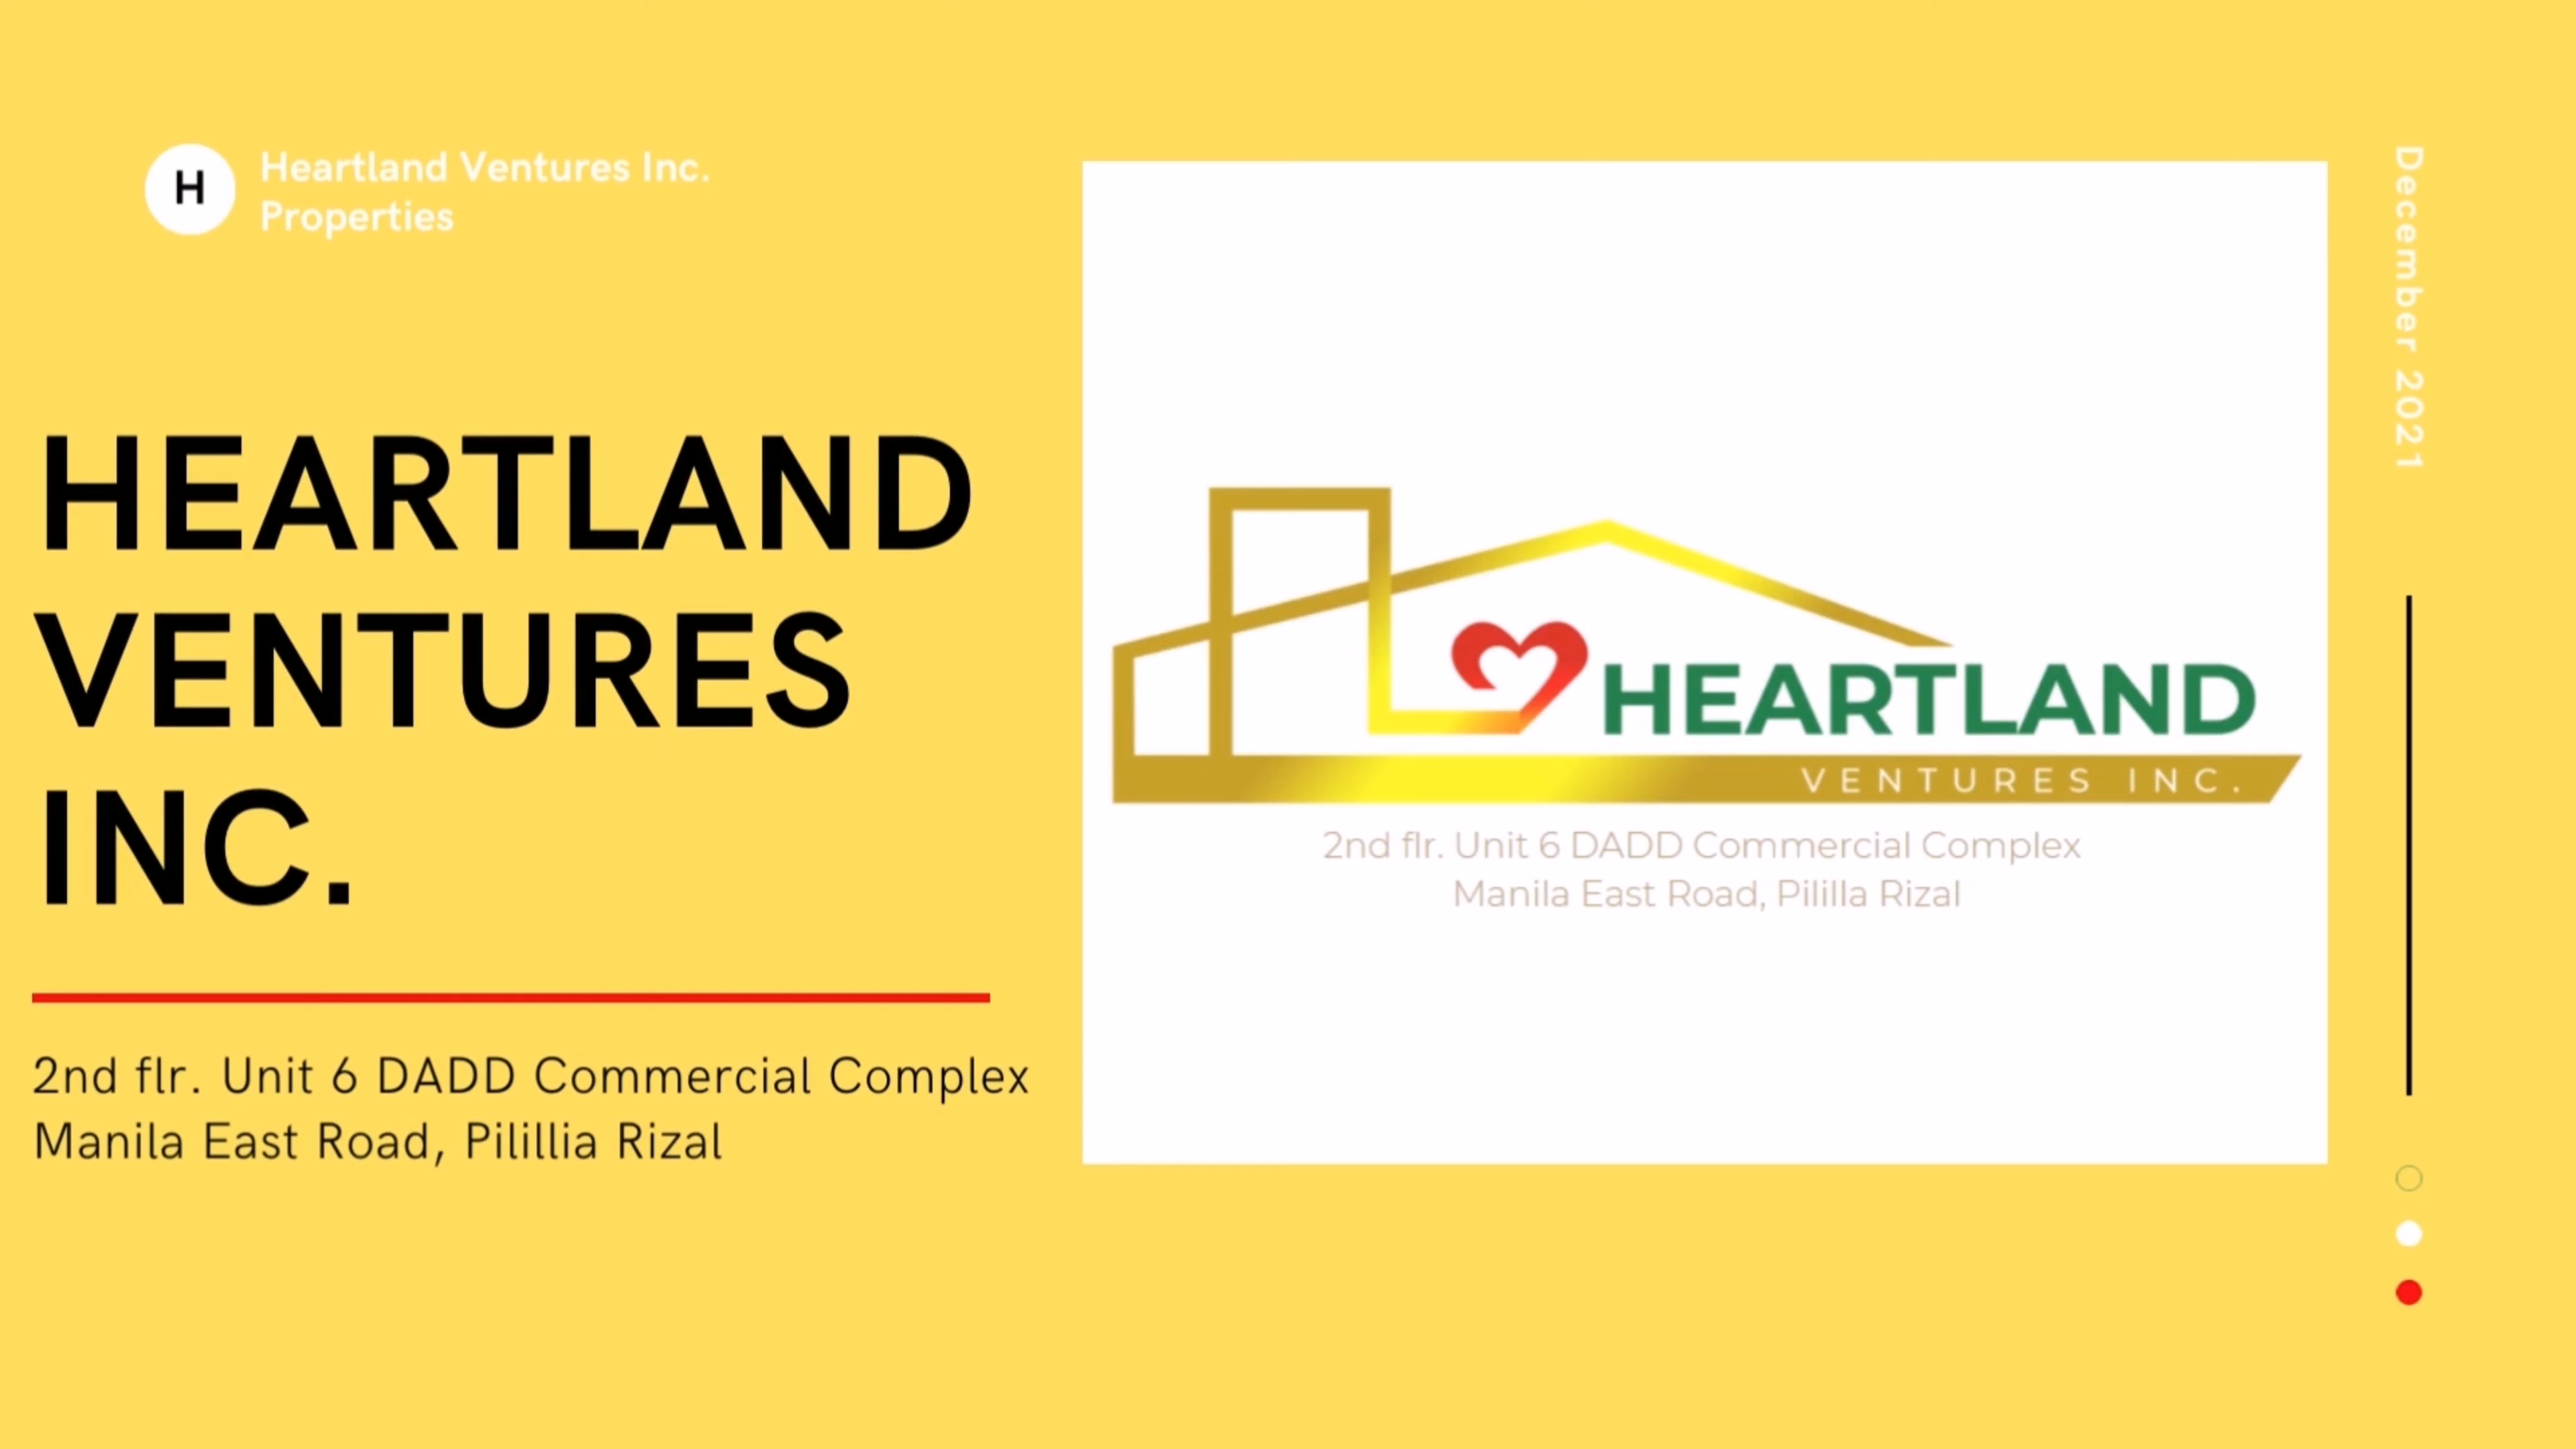 H
Heartland Ventures Inc.
Properties
HEARTLAND
VENTURES
INC.
2nd flr. Unit 6 DADD Commercial Complex
Manila East Road, Pilillia Rizal
HEARTLAND
VENTURES INC.
2nd flr. Unit 6 DADD Commercial Complex
Manila East Road, Pililla Rizal
December 2021